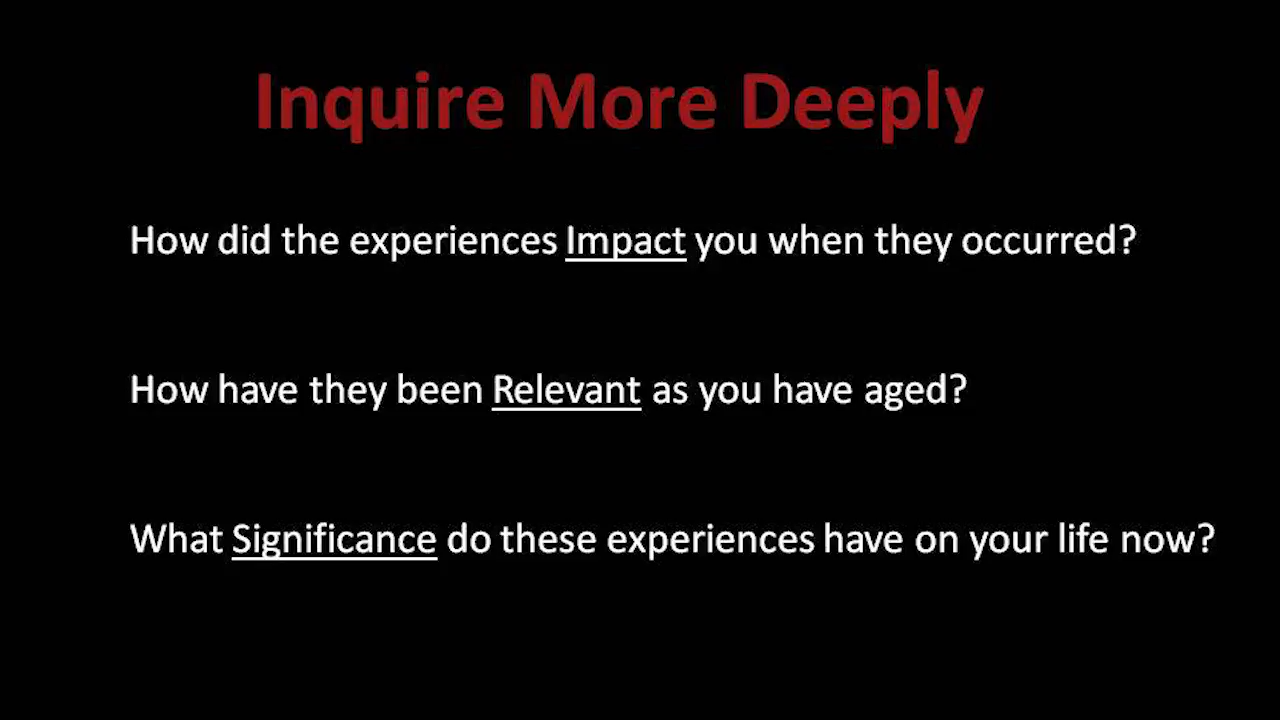 Inquire More Deeply
How did the experiences Impact you when they occurred?
How have they been Relevant as you have aged?
What Significance do these experiences have on your life now?